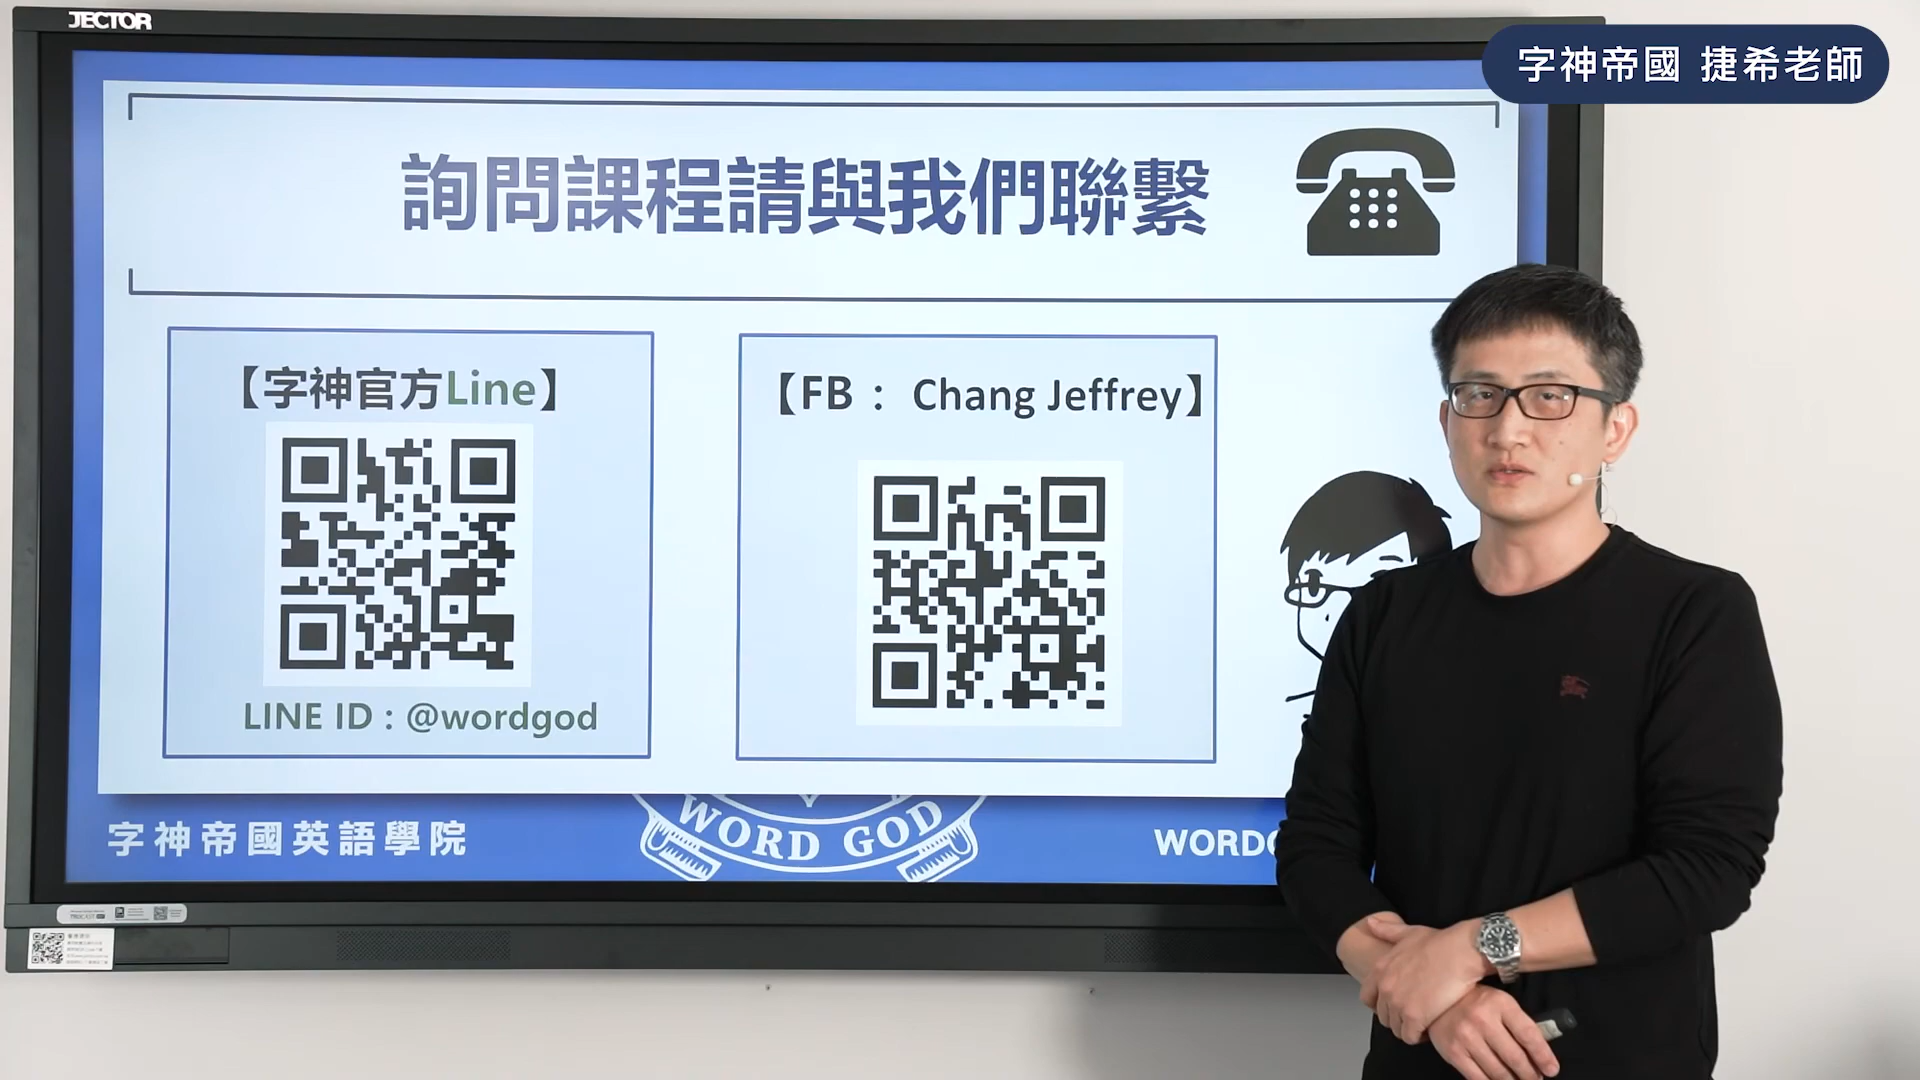 JECTOR
字神帝國 捷希老師
詢問課程請與我們聯繫
【字神官方Line】
LINE ID : @wordgod
【FB： Chang Jeffrey】
字神帝國英語學院
WORD GOD